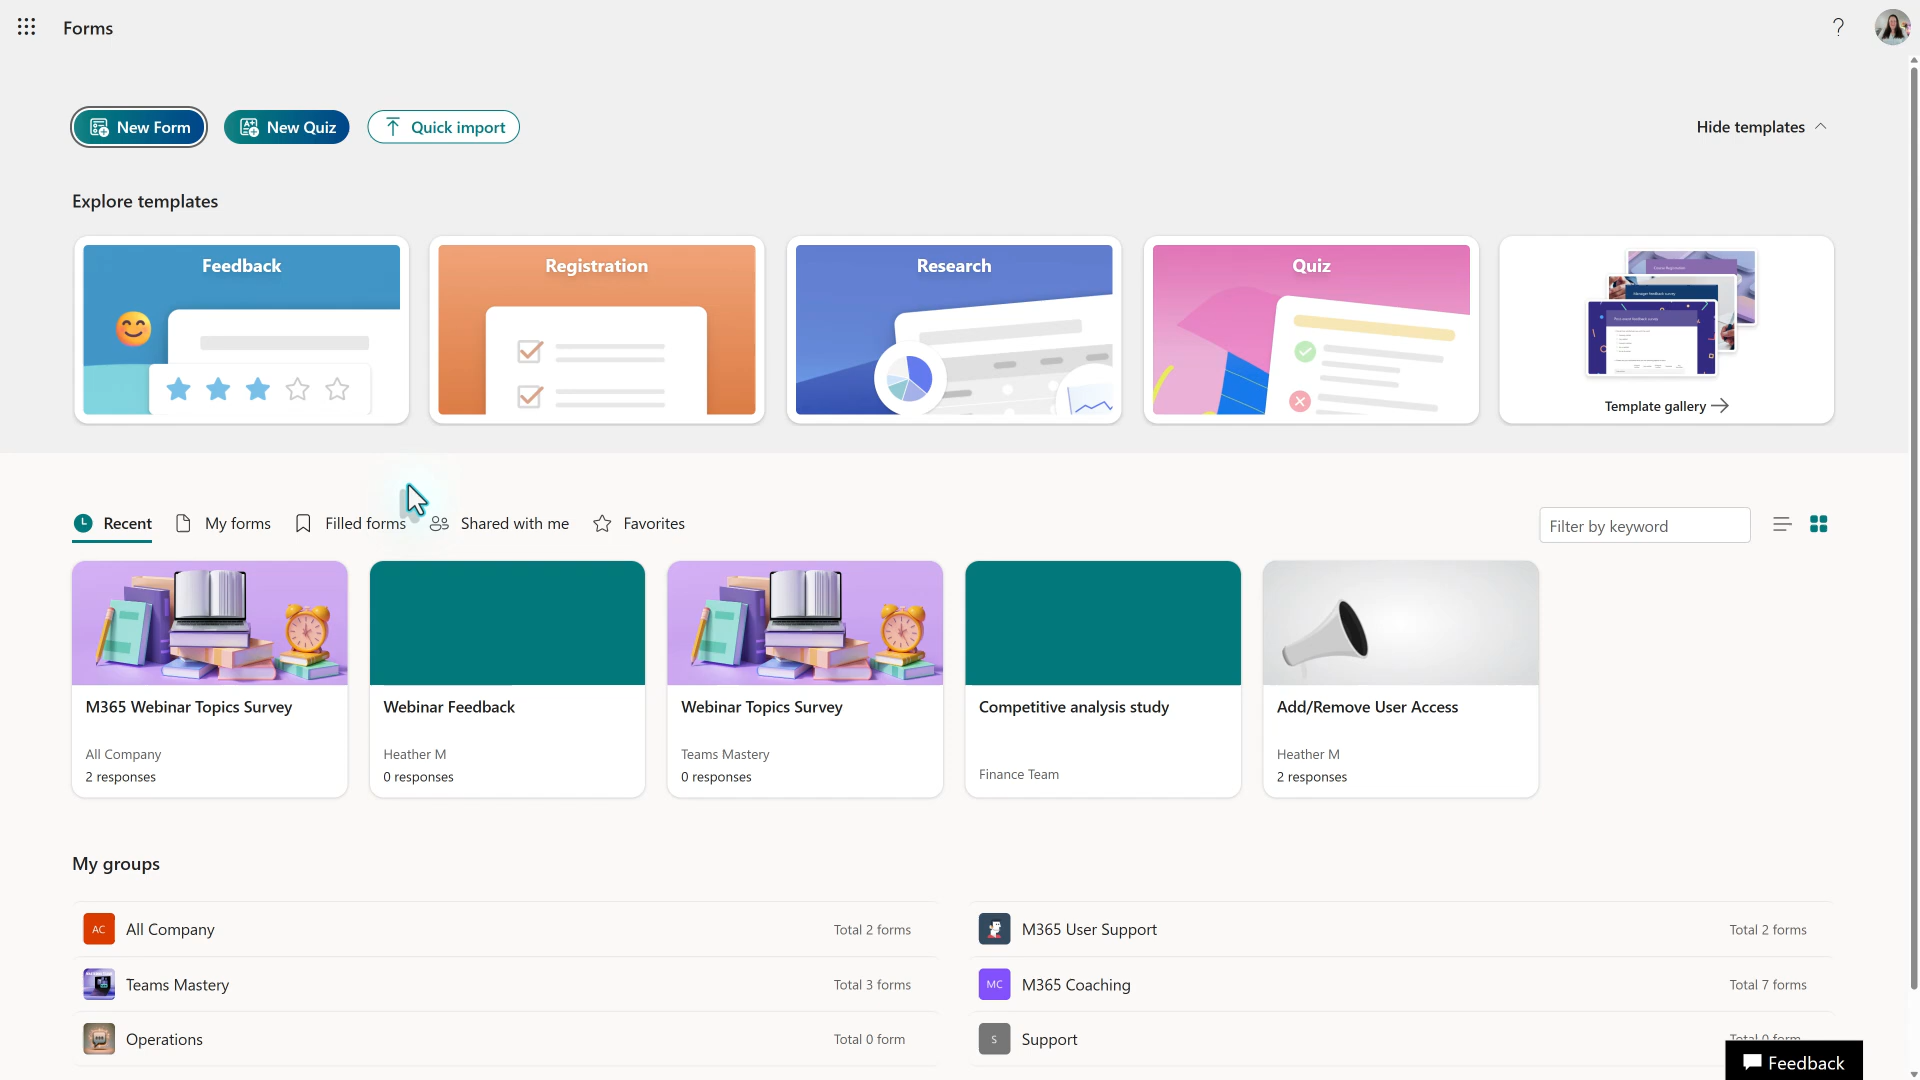 Forms
?
New Form
New Quiz
Quick import
Hide templates
Explore templates
Feedback
Registration
Research
Quiz
Template gallery
Recent
My forms
Filled forms
Shared with me
Favorites
Filter by keyword
M365 Webinar Topics Survey
All Company
2 responses
Webinar Feedback
Heather M
0 responses
Webinar Topics Survey
Teams Mastery
0 responses
Competitive analysis study
Finance Team
Add/Remove User Access
Heather M
2 responses
My groups
AC All Company Total 2 forms
M365 User Support Total 2 forms
Teams Mastery Total 3 forms
MC M365 Coaching Total 7 forms
Operations Total 0 form
S Support Total 0 form
Feedback